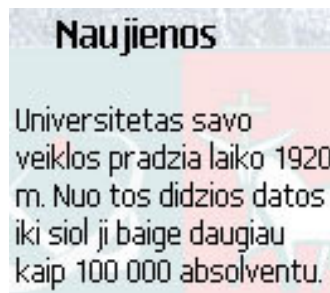 Naujienos
Universitetas savo
veiklos pradzia laiko 1920
m. Nuo tos didzios datos
iki siol ji baige daugiau
kaip 100 000 absolventu.